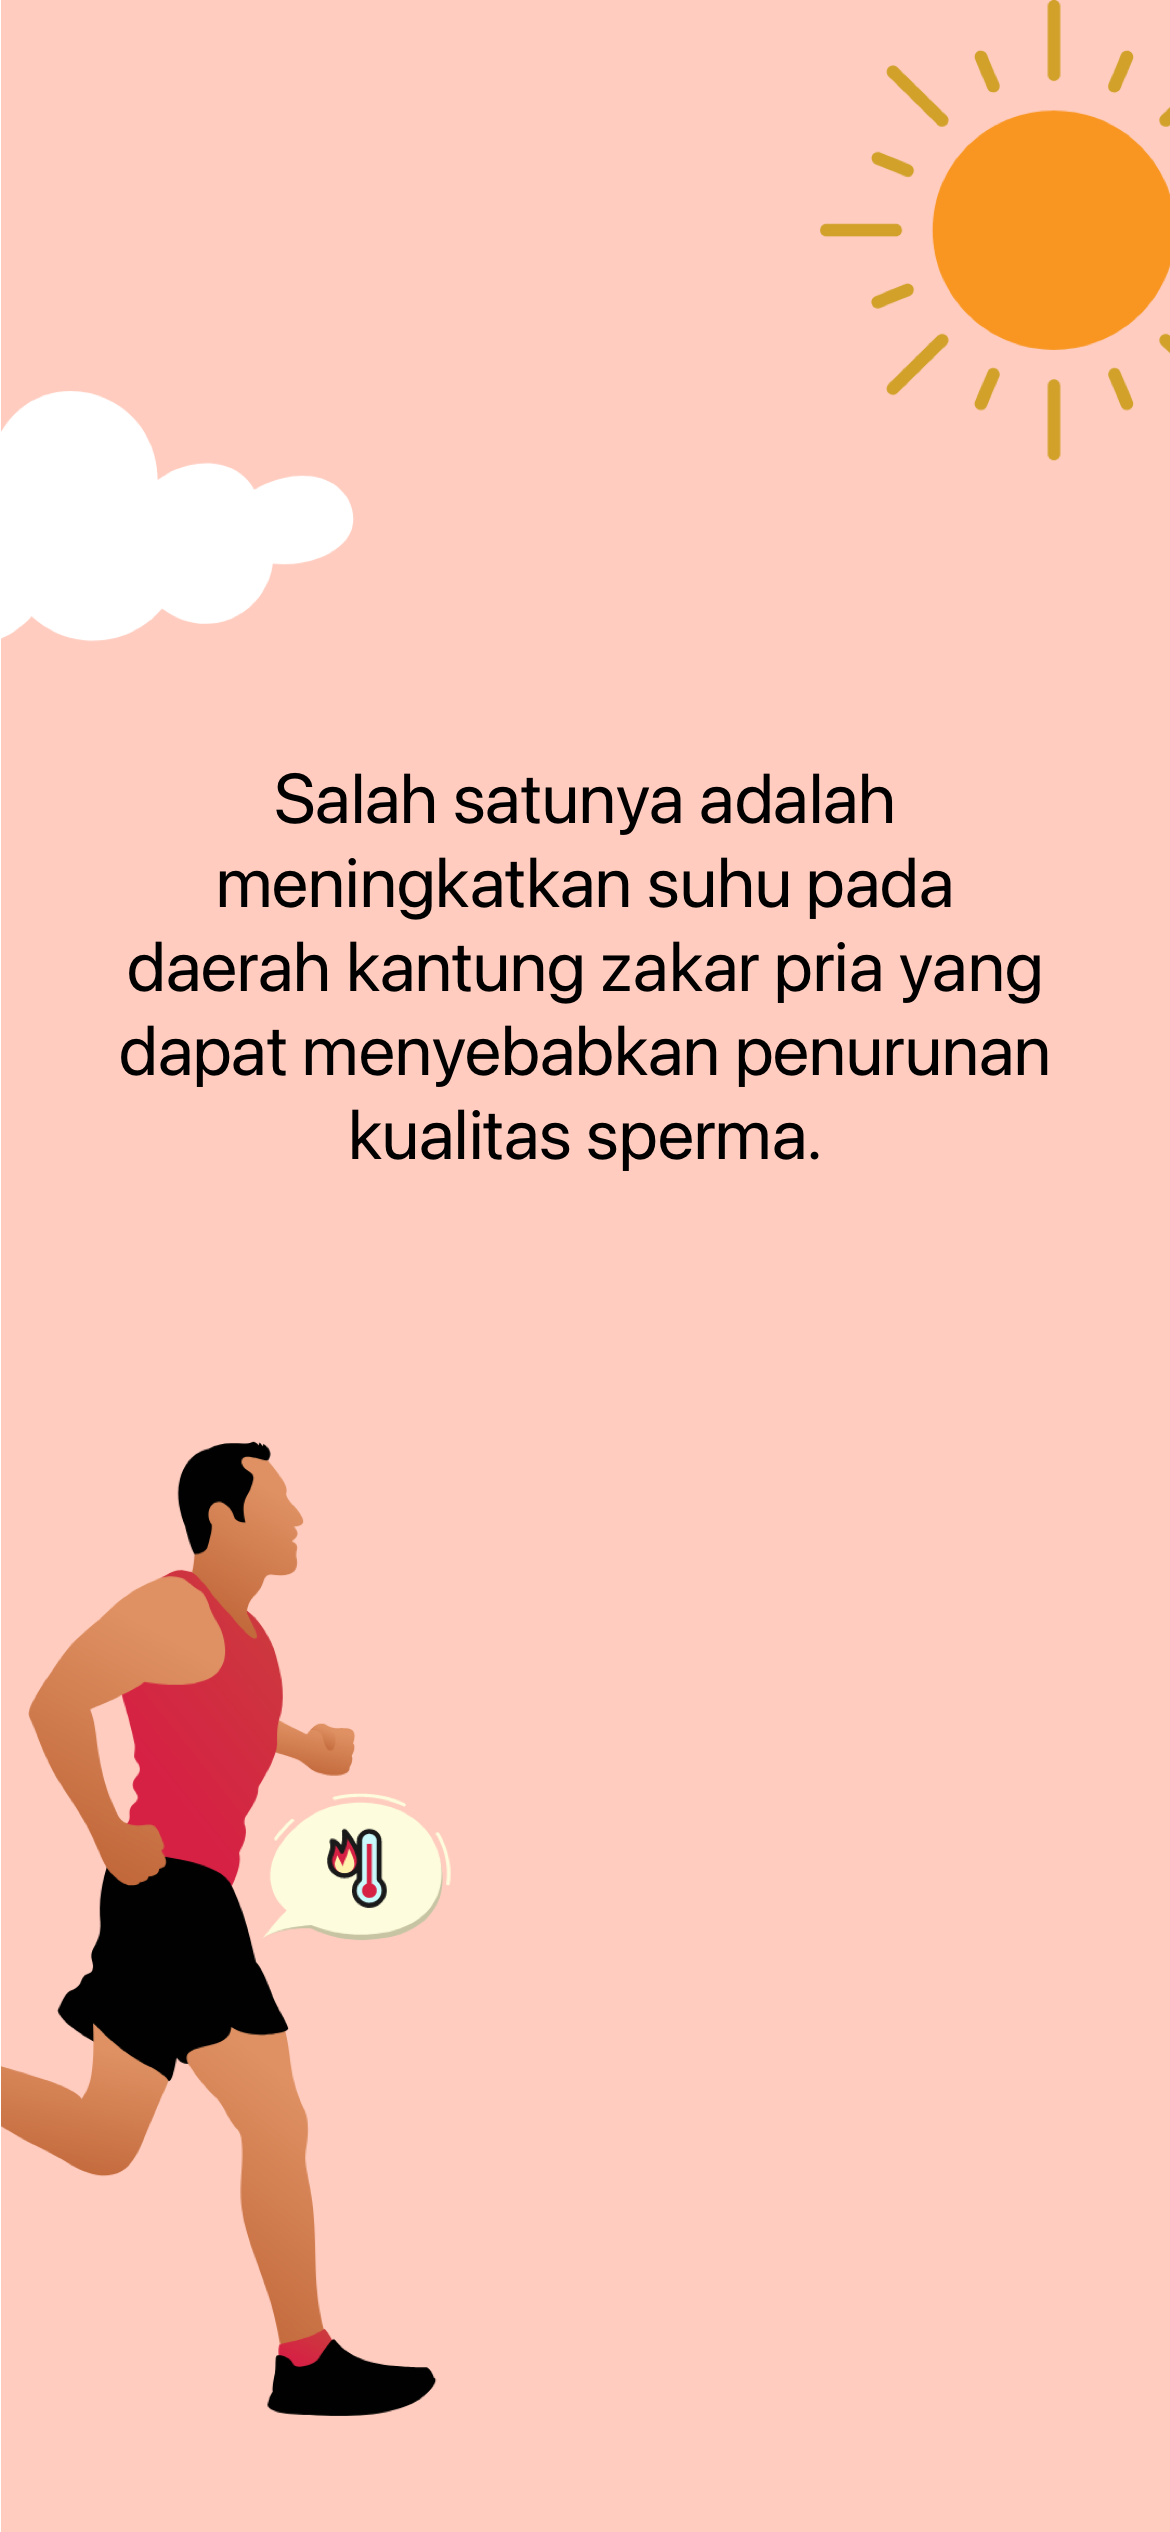 Salah satunya adalah
meningkatkan suhu pada
daerah kantung zakar pria yang
dapat menyebabkan penurunan
kualitas sperma.